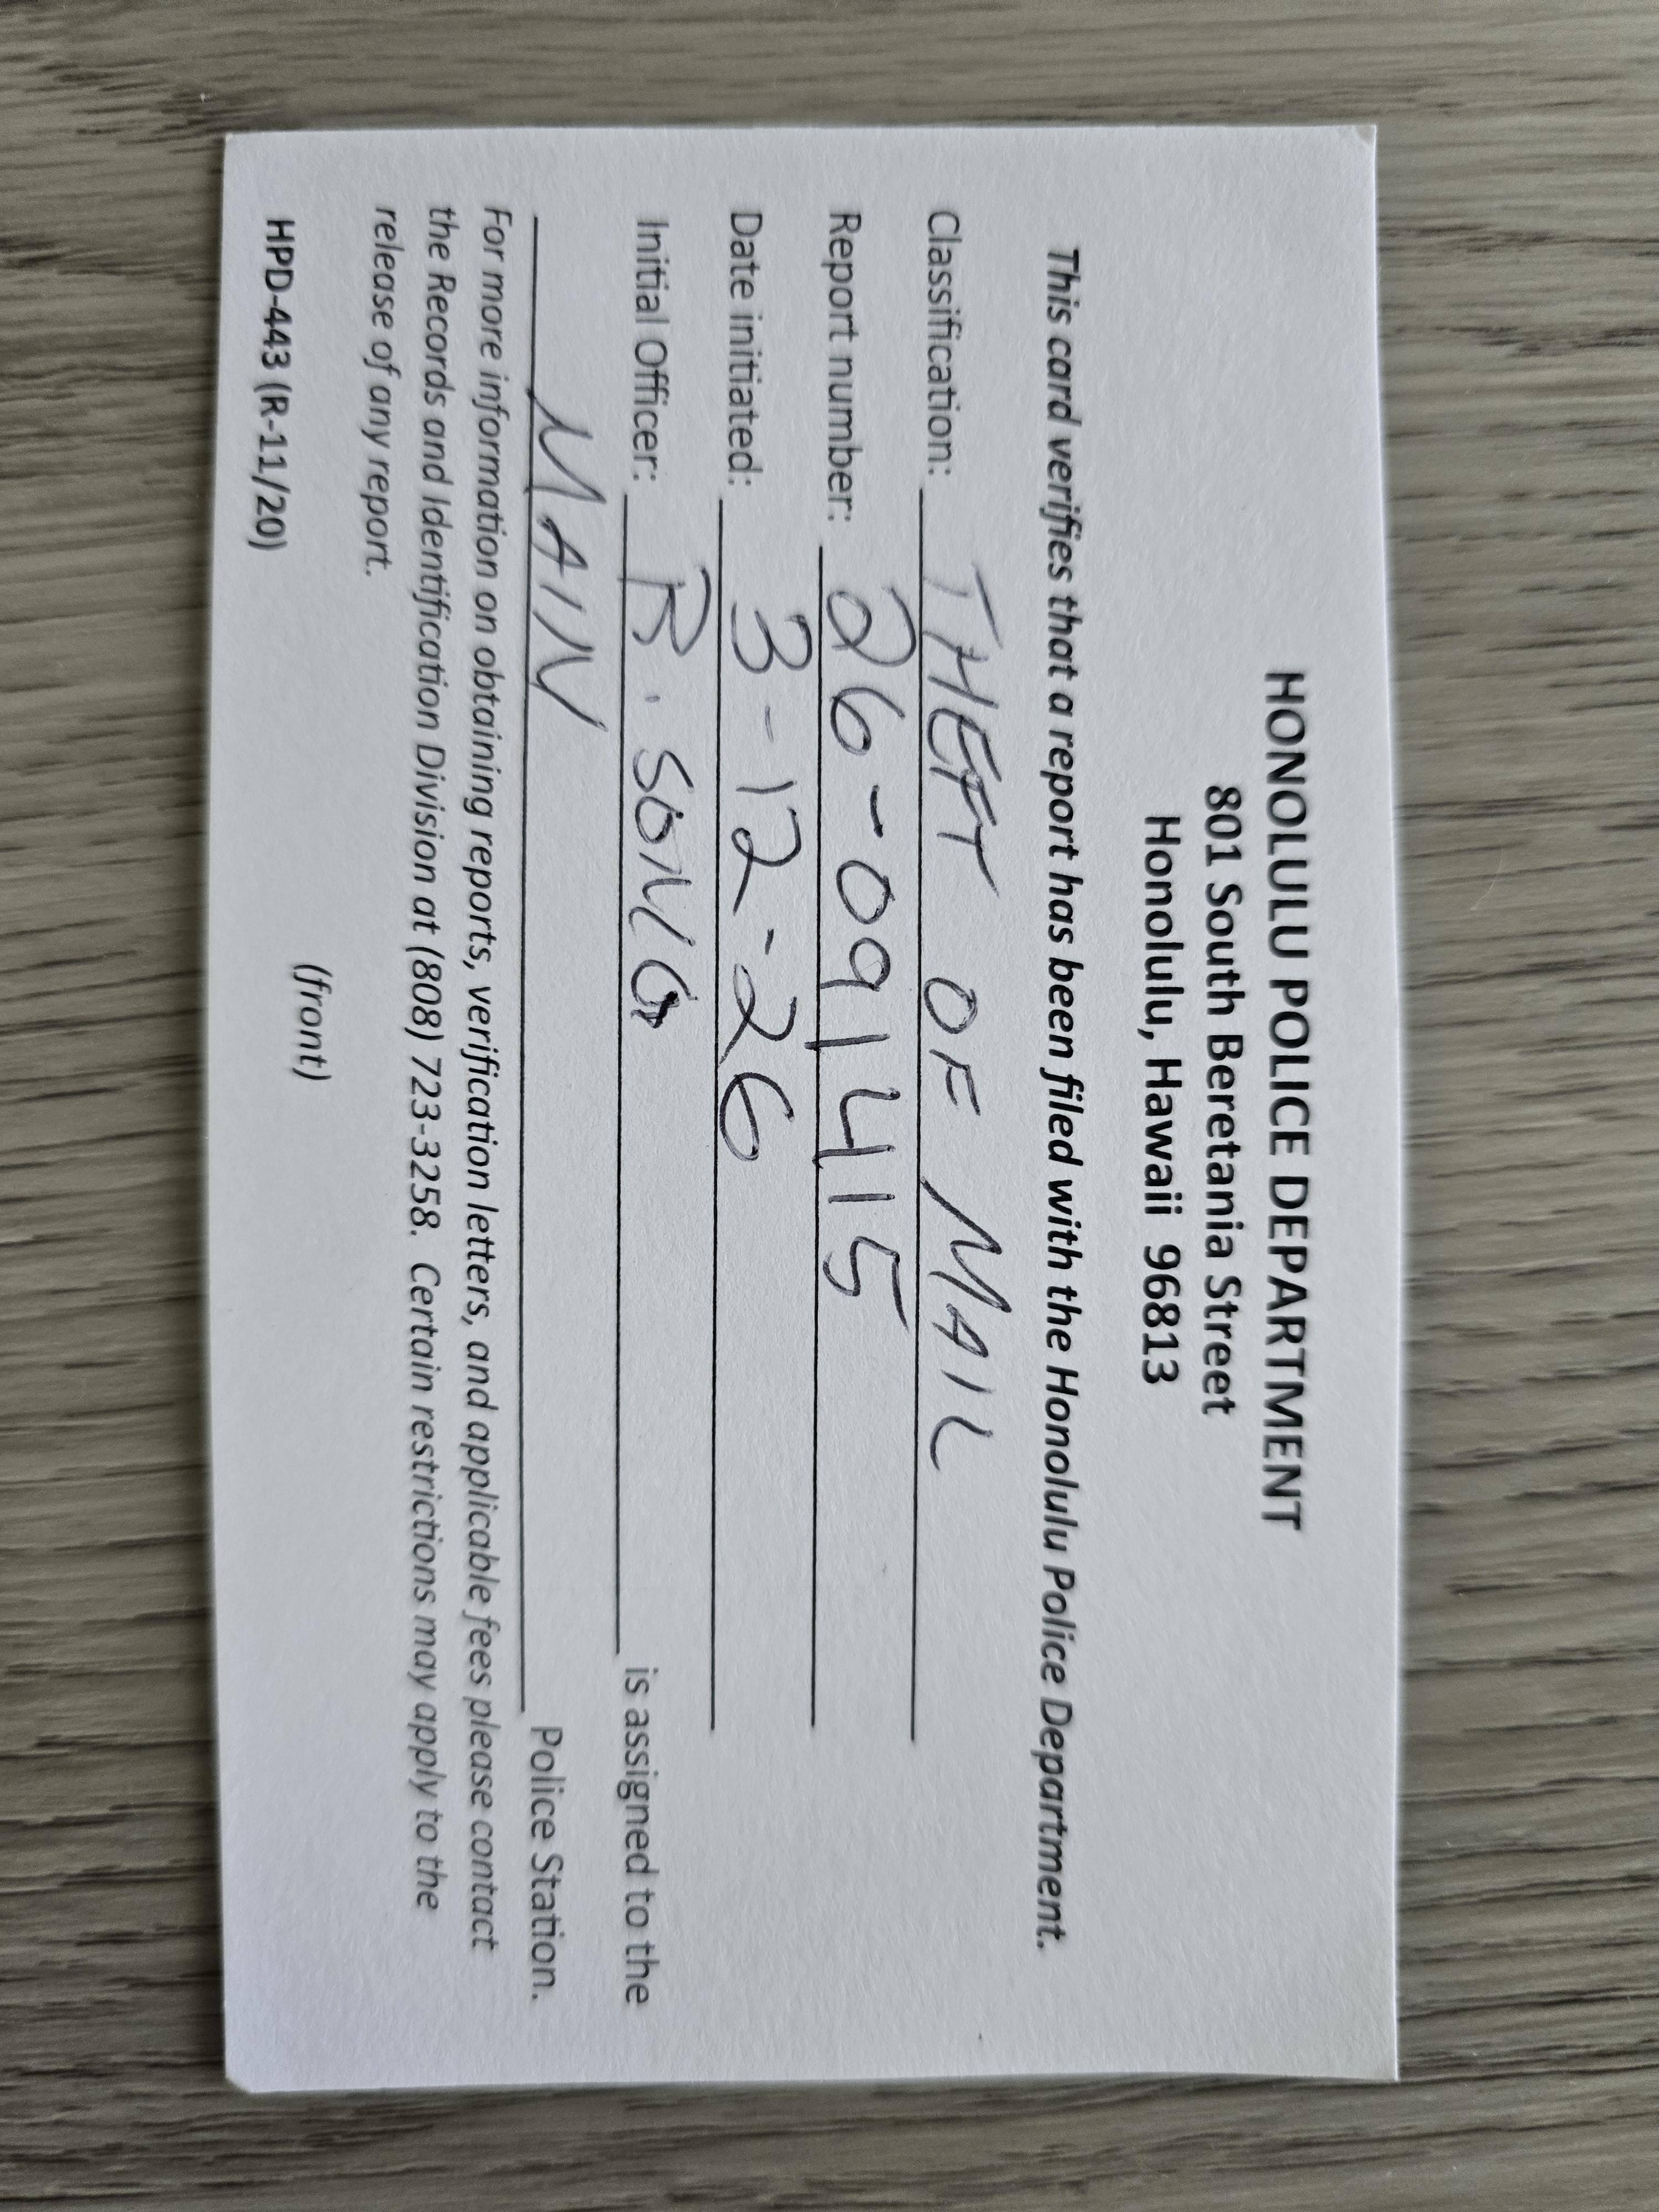 HONOLULU POLICE DEPARTMENT
801 South Beretania Street
Honolulu, Hawaii 96813
This card verifies that a report has been filed with the Honolulu Police Department.
Classification: THEFT OF MAIL
Report number: 26-091415
Date initiated: 3-12-26
Initial Officer: B. SONG is assigned to the
MAIN Police Station.
For more information on obtaining reports, verification letters, and applicable fees please contact
the Records and Identification Division at (808) 723-3258. Certain restrictions may apply to the
release of any report.
(front)
HPD-443 (R-11/20)